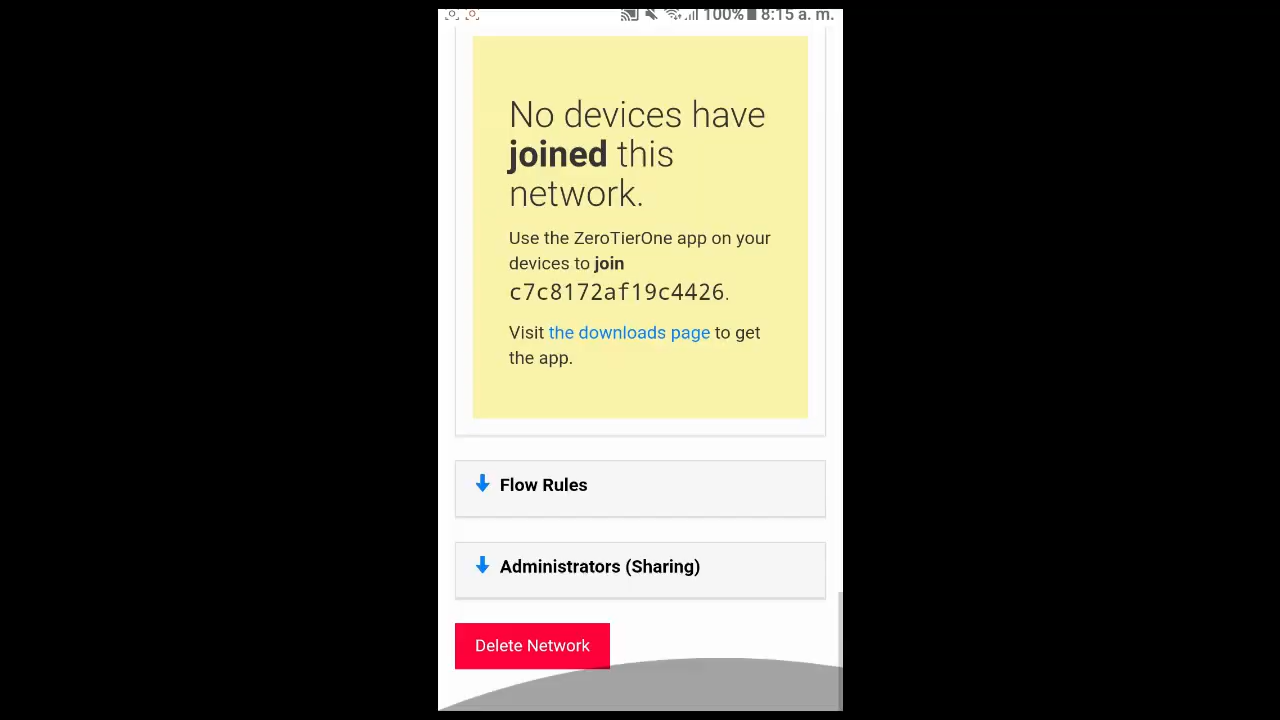 100% 8:15 a. m.
No devices have
joined this
network.
Use the ZeroTierOne app on your
devices to join
c7c8172af19c4426.
Visit the downloads page to get
the app.
Flow Rules
Administrators (Sharing)
Delete Network